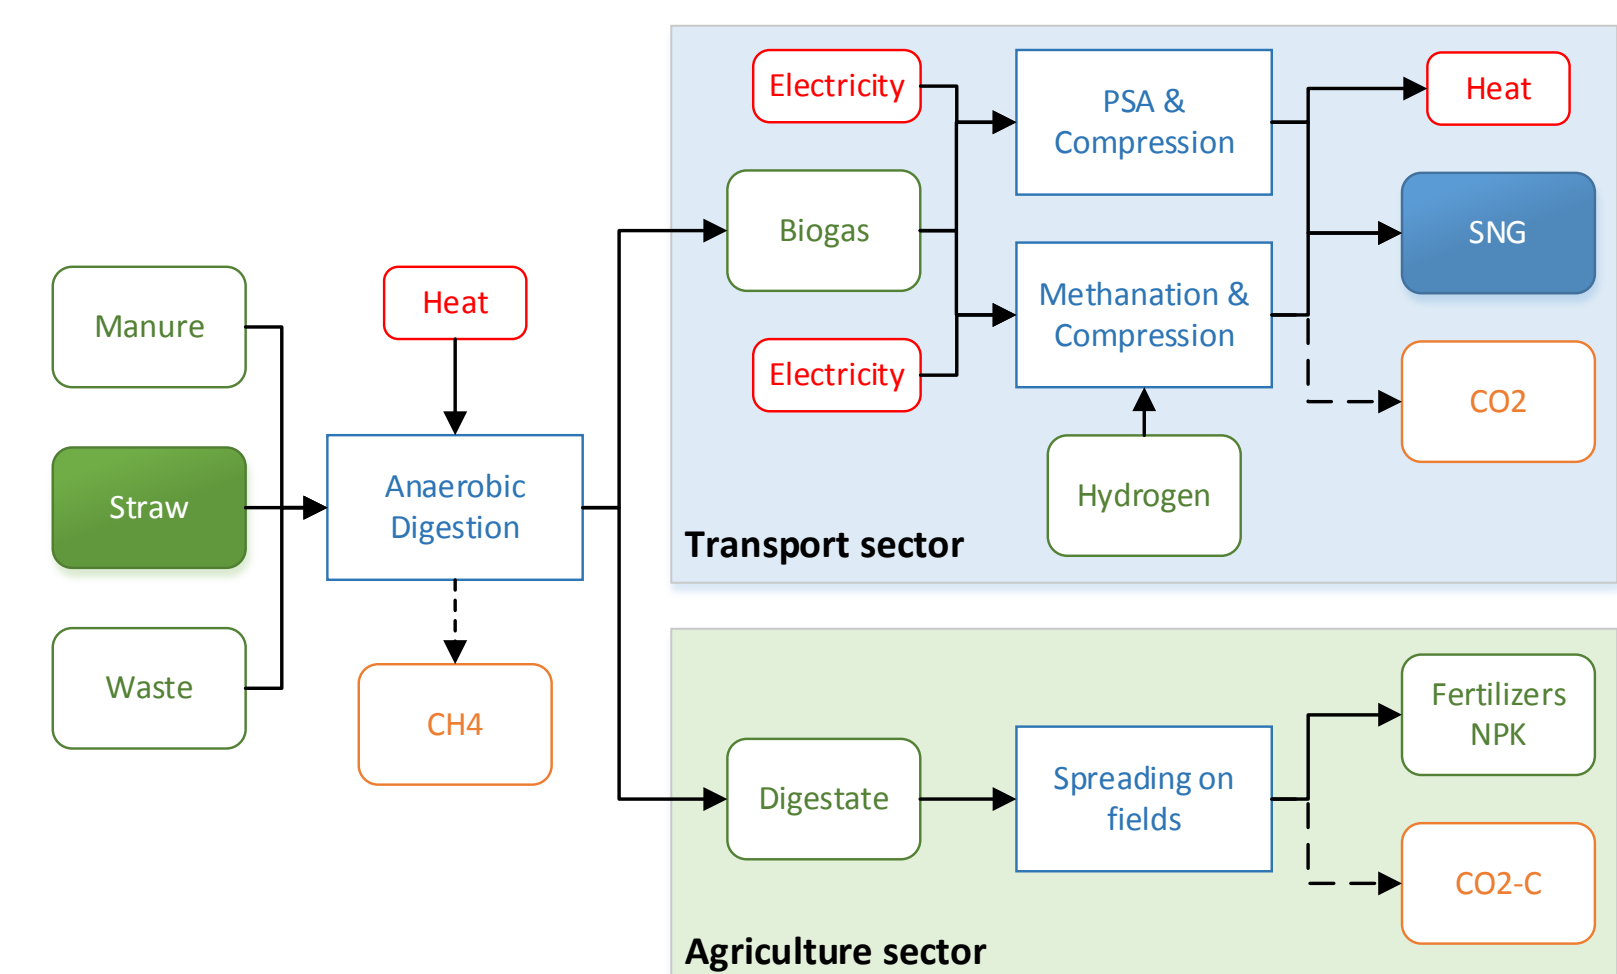 Electricity
PSA &
Compression
Heat
Biogas
SNG
Manure
Heat
Methanation &
Compression
Electricity
CO2
Straw
Anaerobic
Digestion
Hydrogen
Transport sector
Waste
CH4
Fertilizers
NPK
Digestate
Spreading on
fields
CO2-C
Agriculture sector